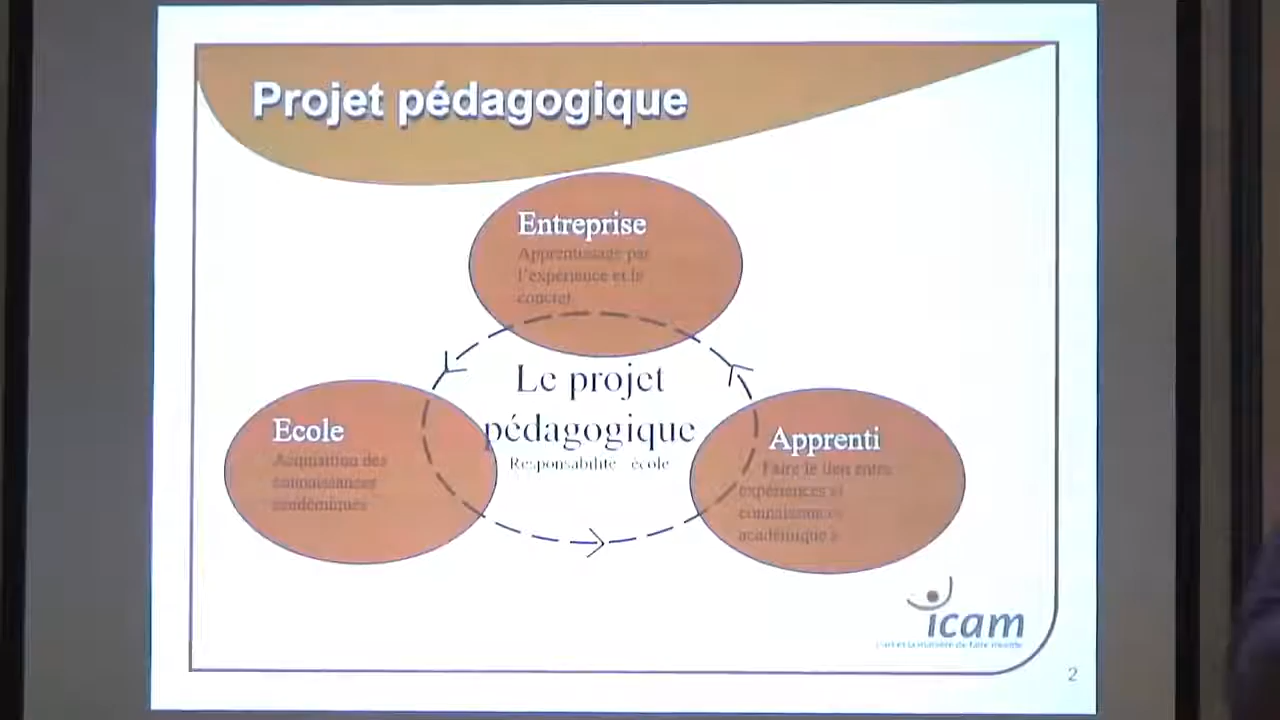 Projet pédagogique
Entreprise
Apprentissage par
l'expérience et le
concret
Le projet
pédagogique
Responsabilité école
Ecole
Acquisition des
connaissances
académiques
Apprenti
Faire le lien entre
expériences et
connaissances
académiques
icam
2